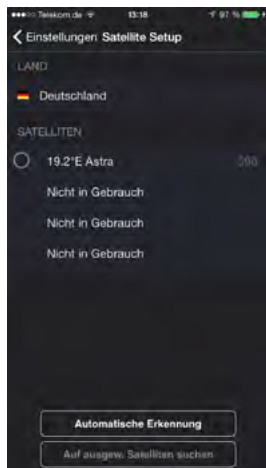 Telekom.de 13:18 97 %
Einstellungen Satellite Setup
LAND
Deutschland
SATELLITEN
19.2°E Astra
Nicht in Gebrauch
Nicht in Gebrauch
Nicht in Gebrauch
Automatische Erkennung
Auf ausgew. Satelliten suchen